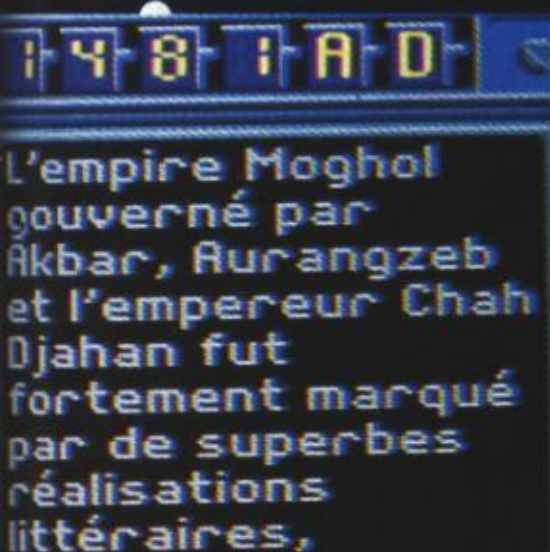 1481AD
L'empire Moghol
gouverné par
Akbar, Aurangzeb
et l'empereur Chah
Djahan fut
fortement marqué
par de superbes
réalisations
littéraires,